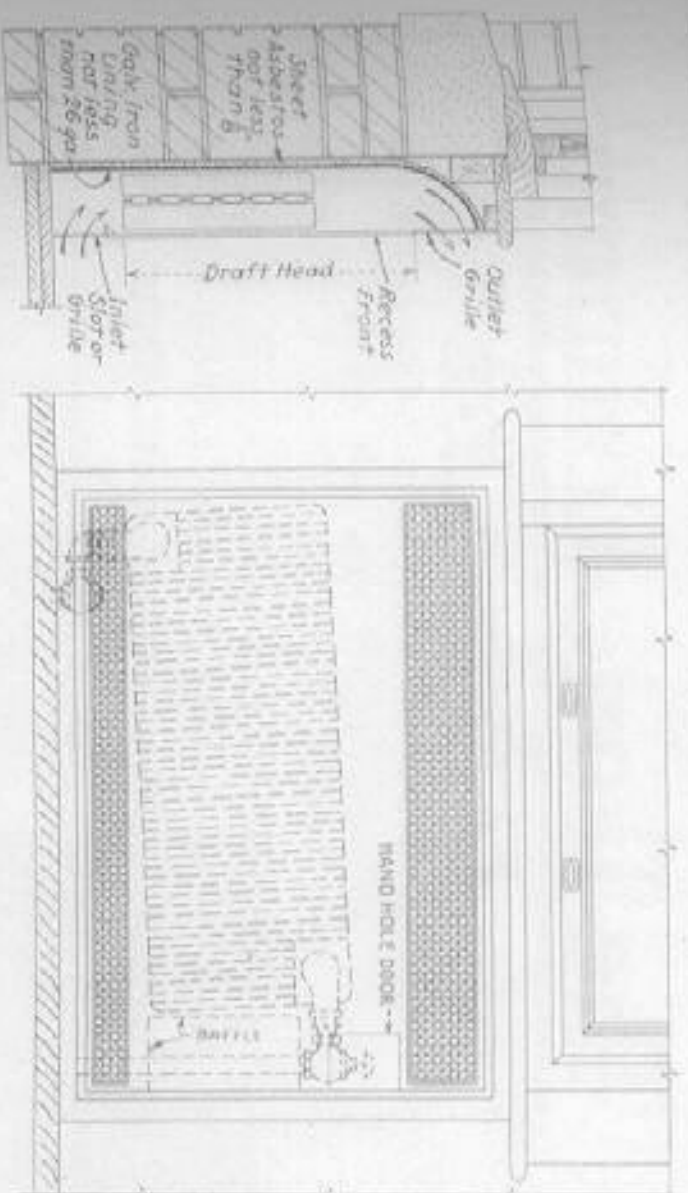 Sheet
Asbestos
not less
than 8"
Galv. Iron
Lining
not less
than 26 ga.
Draft Head
Outlet
Grille
Recess
Front
Inlet
Slot or
Grille
HAND HOLE DOOR
BAFFLE